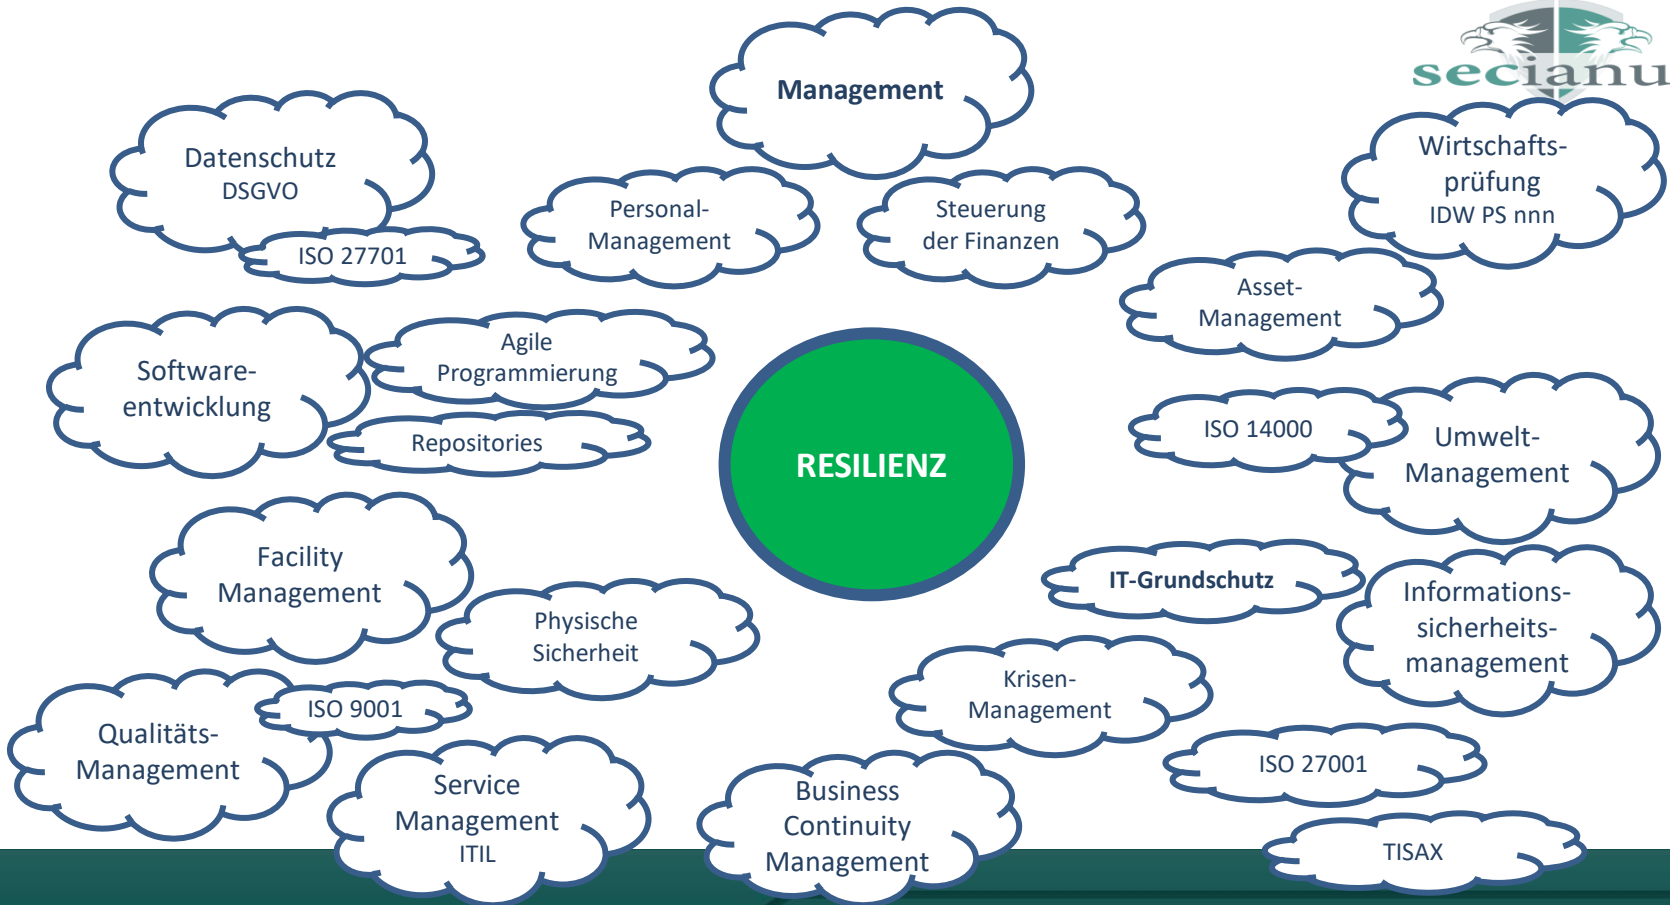 secianu
Management
Datenschutz
DSGVO
ISO 27701
Personal-
Management
Steuerung
der Finanzen
Wirtschafts-
prüfung
IDW PS nnn
Asset-
Management
Software-
entwicklung
Agile
Programmierung
Repositories
RESILIENZ
ISO 14000
Umwelt-
Management
Facility
Management
Physische
Sicherheit
IT-Grundschutz
Informations-
sicherheits-
management
Krisen-
Management
Qualitäts-
Management
ISO 9001
Service
Management
ITIL
Business
Continuity
Management
ISO 27001
TISAX